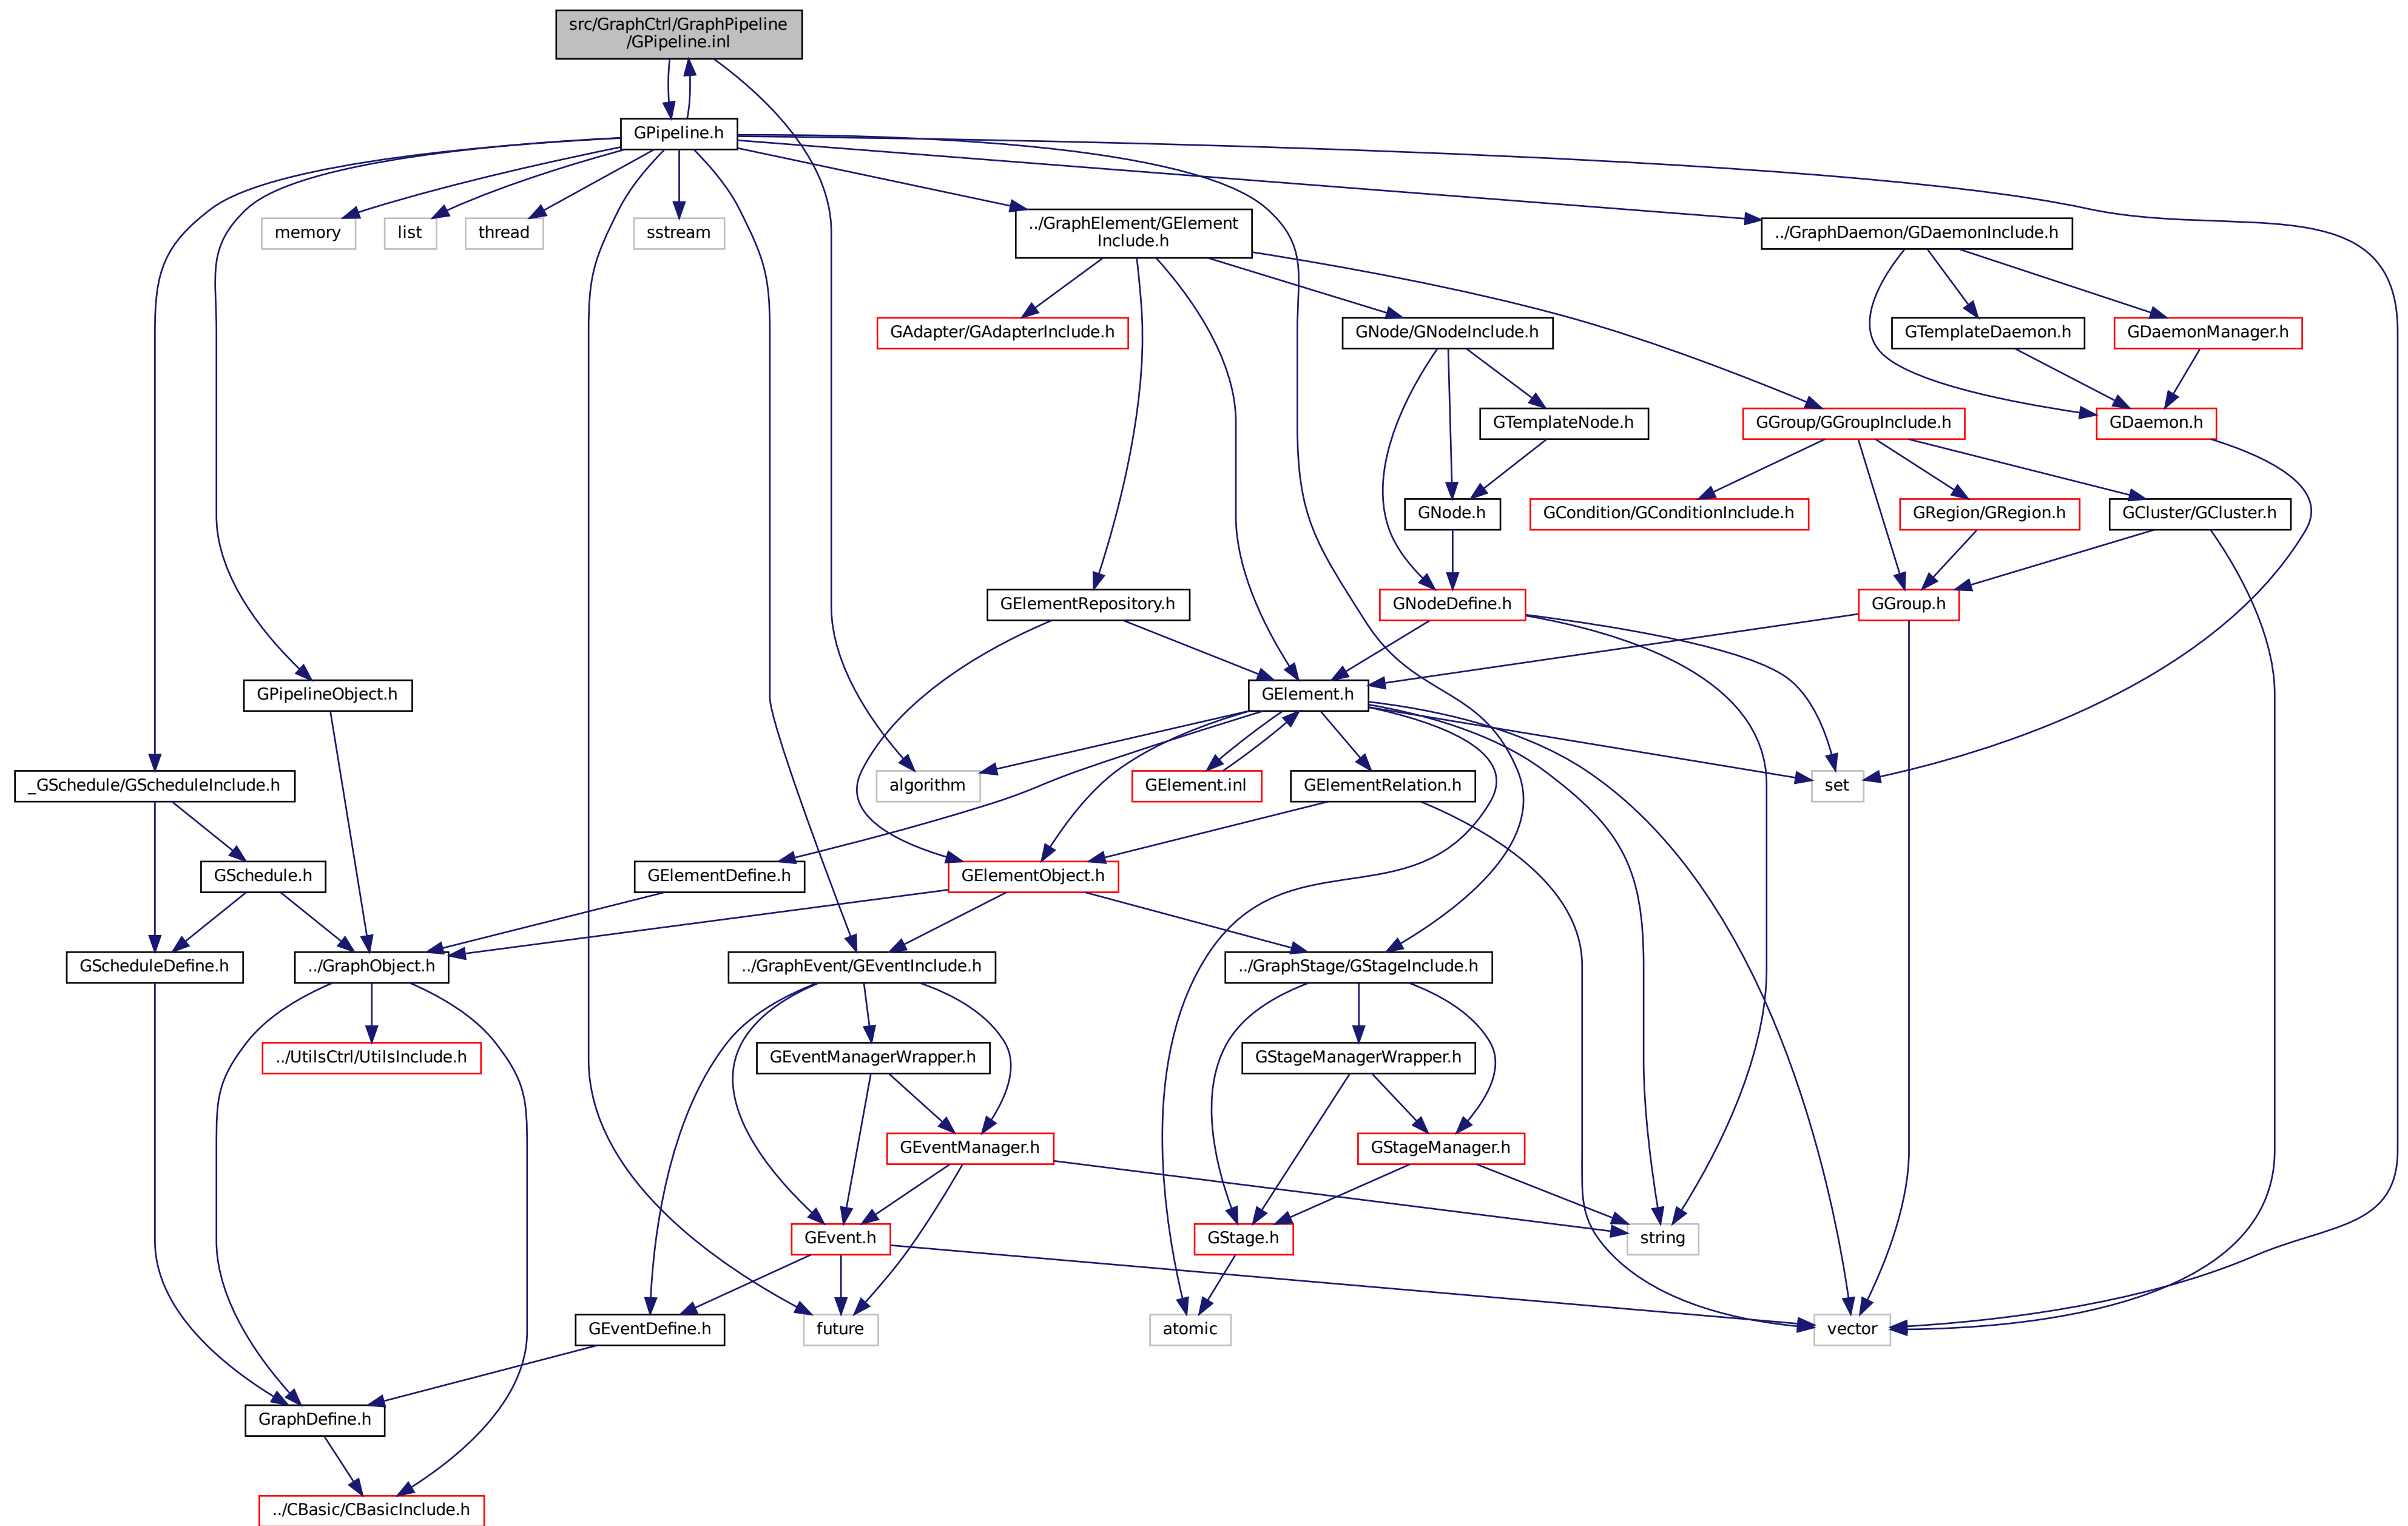 src/GraphCtrl/GraphPipeline
/GPipeline.inl
GPipeline.h
memory
list
thread
sstream
../GraphElement/GElement
Include.h
../GraphDaemon/GDaemonInclude.h
GAdapter/GAdapterInclude.h
GNode/GNodeInclude.h
GTemplateDaemon.h
GDaemonManager.h
GTemplateNode.h
GGroup/GGroupInclude.h
GDaemon.h
GNode.h
GCondition/GConditionInclude.h
GRegion/GRegion.h
GCluster/GCluster.h
GElementRepository.h
GNodeDefine.h
GGroup.h
GPipelineObject.h
GElement.h
_GSchedule/GScheduleInclude.h
algorithm
GElement.inl
GElementRelation.h
set
GSchedule.h
GElementDefine.h
GElementObject.h
GScheduleDefine.h
../GraphObject.h
../GraphEvent/GEventInclude.h
../GraphStage/GStageInclude.h
../UtilsCtrl/UtilsInclude.h
GEventManagerWrapper.h
GStageManagerWrapper.h
GEventManager.h
GStageManager.h
GEvent.h
GStage.h
string
GEventDefine.h
future
atomic
vector
GraphDefine.h
../CBasic/CBasicInclude.h